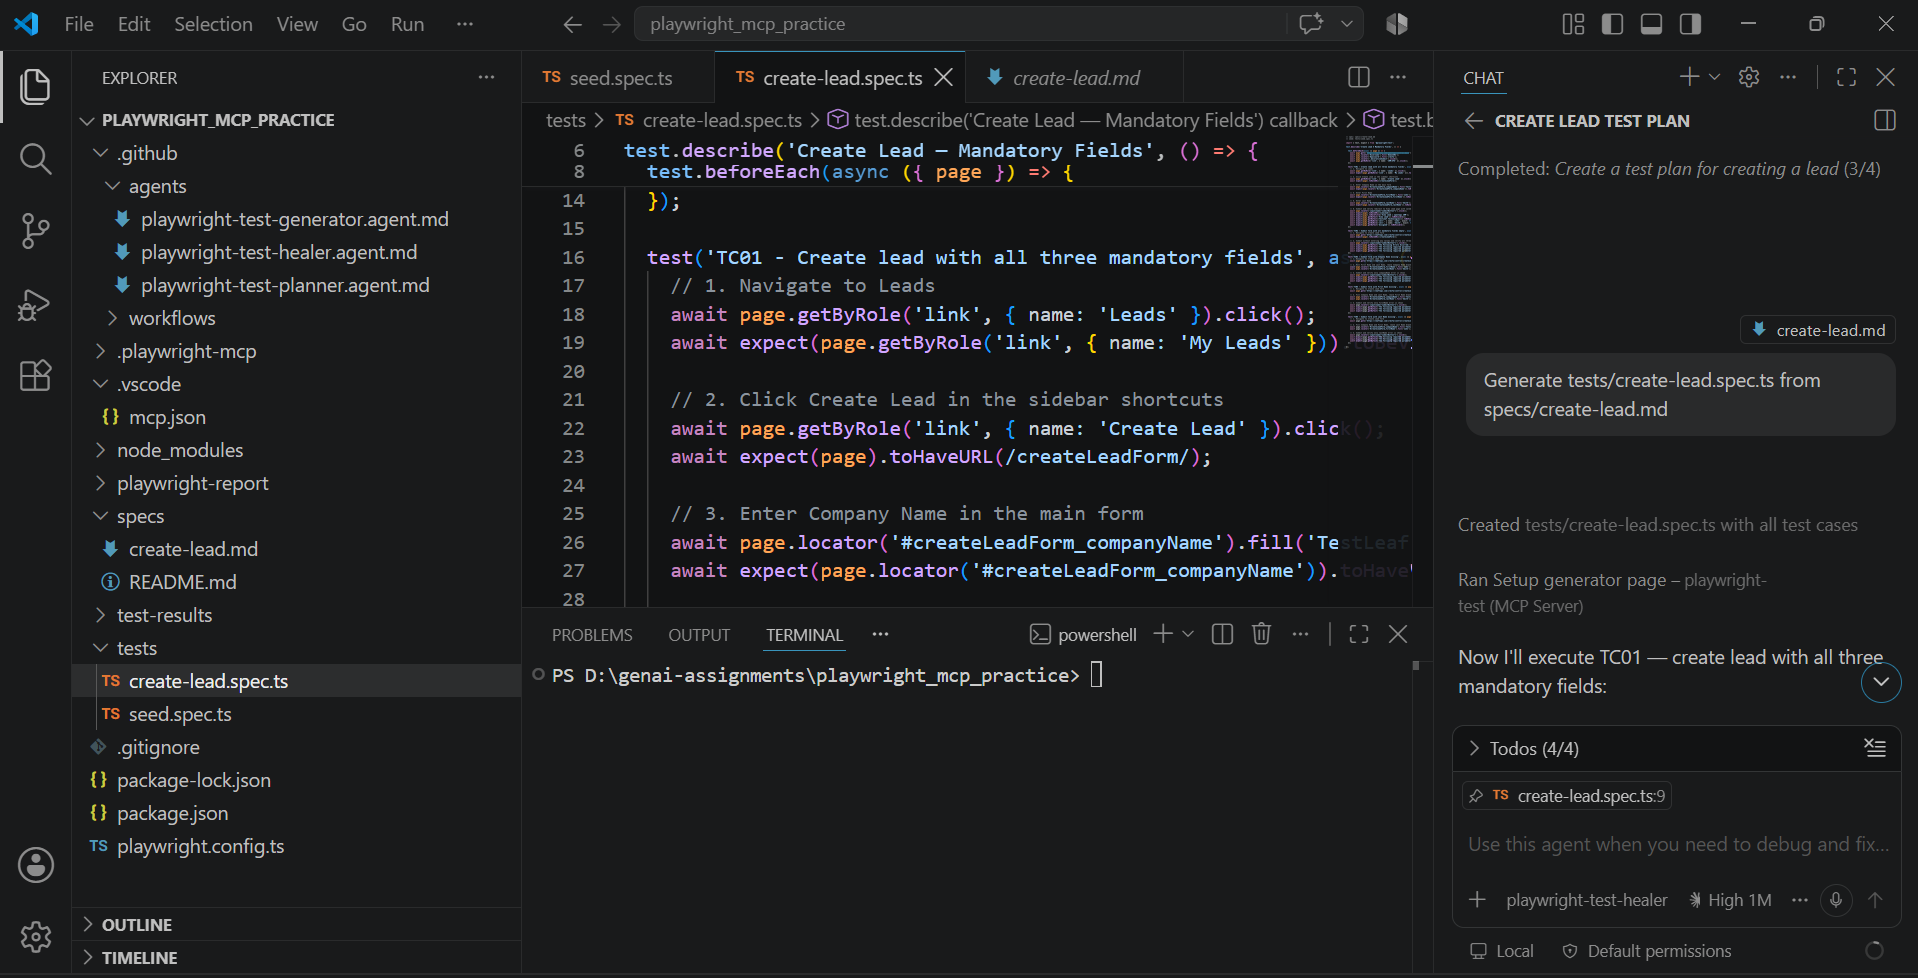 File Edit Selection View Go Run ···
playwright_mcp_practice
EXPLORER
PLAYWRIGHT_MCP_PRACTICE
.github
agents
playwright-test-generator.agent.md
playwright-test-healer.agent.md
playwright-test-planner.agent.md
workflows
.playwright-mcp
.vscode
{} mcp.json
node_modules
playwright-report
specs
create-lead.md
README.md
test-results
tests
TS create-lead.spec.ts
TS seed.spec.ts
.gitignore
{} package-lock.json
{} package.json
TS playwright.config.ts
OUTLINE
TIMELINE
TS seed.spec.ts
TS create-lead.spec.ts
create-lead.md
tests > TS create-lead.spec.ts > test.describe('Create Lead — Mandatory Fields') callback > test.b
6 test.describe('Create Lead — Mandatory Fields', () => {
8 test.beforeEach(async ({ page }) => {
14 });
15
16 test('TC01 - Create lead with all three mandatory fields', a
17 // 1. Navigate to Leads
18 await page.getByRole('link', { name: 'Leads' }).click();
19 await expect(page.getByRole('link', { name: 'My Leads' })).toBeV
20
21 // 2. Click Create Lead in the sidebar shortcuts
22 await page.getByRole('link', { name: 'Create Lead' }).click();
23 await expect(page).toHaveURL(/createLeadForm/);
24
25 // 3. Enter Company Name in the main form
26 await page.locator('#createLeadForm_companyName').fill('TestLeaf
27 await expect(page.locator('#createLeadForm_companyName')).toHave
28
PROBLEMS OUTPUT TERMINAL ···
powershell
PS D:\genai-assignments\playwright_mcp_practice>
CHAT
CREATE LEAD TEST PLAN
Completed: Create a test plan for creating a lead (3/4)
create-lead.md
Generate tests/create-lead.spec.ts from
specs/create-lead.md
Created tests/create-lead.spec.ts with all test cases
Ran Setup generator page – playwright-
test (MCP Server)
Now I'll execute TC01 — create lead with all three
mandatory fields:
Todos (4/4)
TS create-lead.spec.ts:9
Use this agent when you need to debug and fix...
playwright-test-healer High 1M ···
Local Default permissions